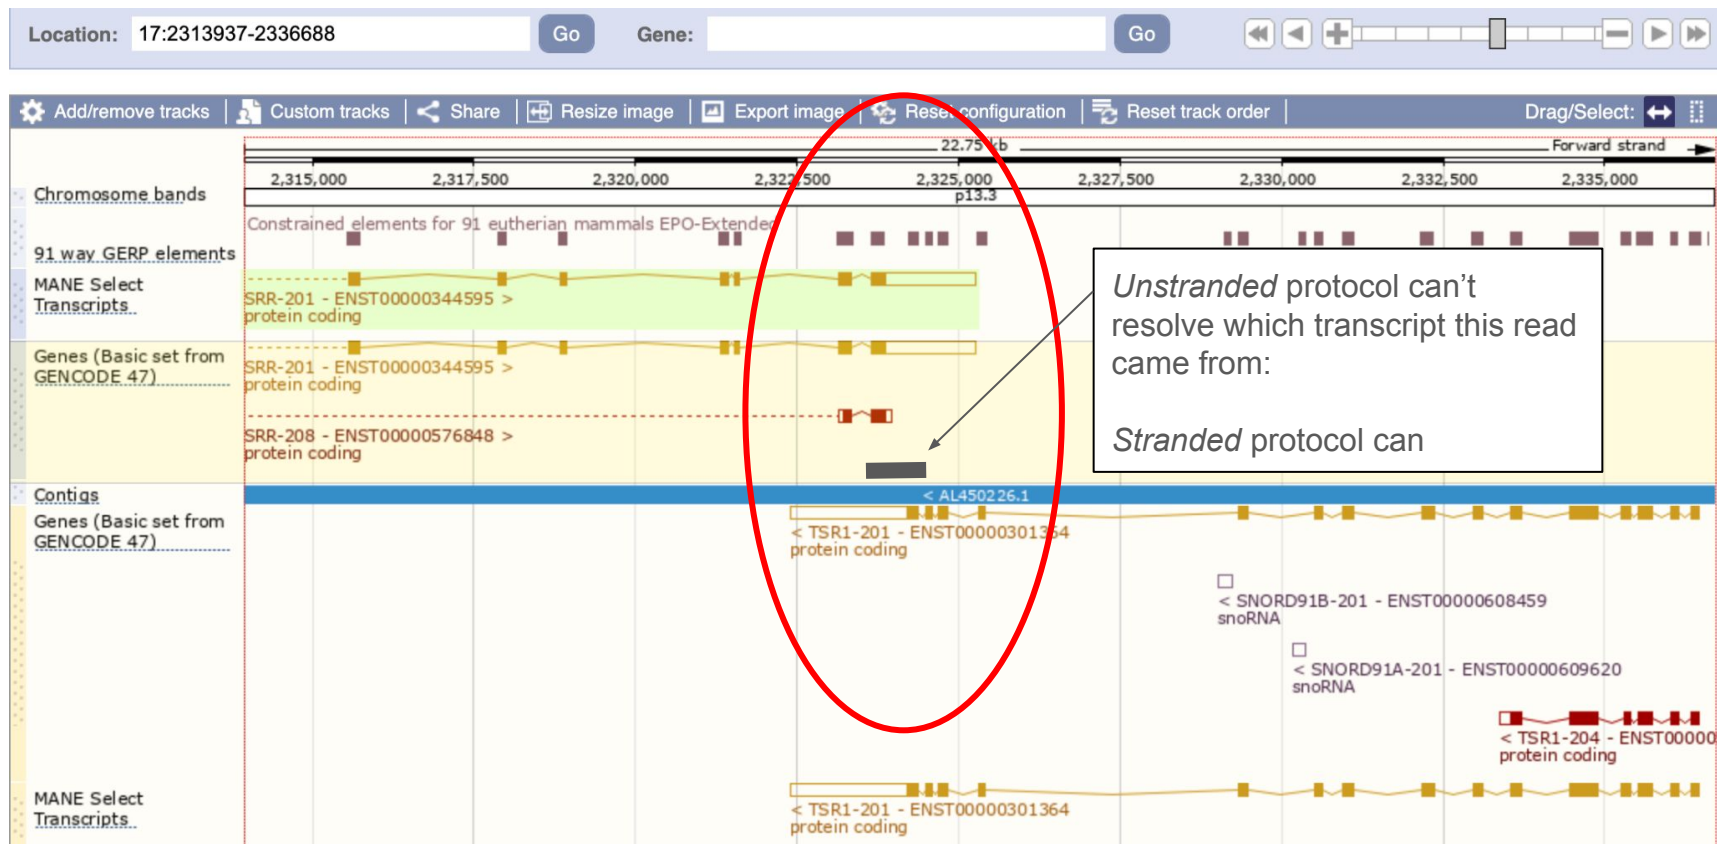 Location: 17:2313937-2336688 Go Gene: Go
Add/remove tracks Custom tracks Share Resize image Export image Reset configuration Reset track order Drag/Select:
22.75 kb Forward strand
2,315,000 2,317,500 2,320,000 2,322,500 2,325,000 2,327,500 2,330,000 2,332,500 2,335,000
Chromosome bands p13.3
Constrained elements for 91 eutherian mammals EPO-Extended
91 way GERP elements
MANE Select
Transcripts
SRR-201 - ENST00000344595 >
protein coding
Unstranded protocol can't
resolve which transcript this read
came from:
Stranded protocol can
Genes (Basic set from
GENCODE 47)
SRR-201 - ENST00000344595 >
protein coding
SRR-208 - ENST00000576848 >
protein coding
Contigs < AL450226.1
Genes (Basic set from
GENCODE 47)
< TSR1-201 - ENST00000301364
protein coding
< SNORD91B-201 - ENST00000608459
snoRNA
< SNORD91A-201 - ENST00000609620
snoRNA
< TSR1-204 - ENST00000
protein coding
MANE Select
Transcripts
< TSR1-201 - ENST00000301364
protein coding